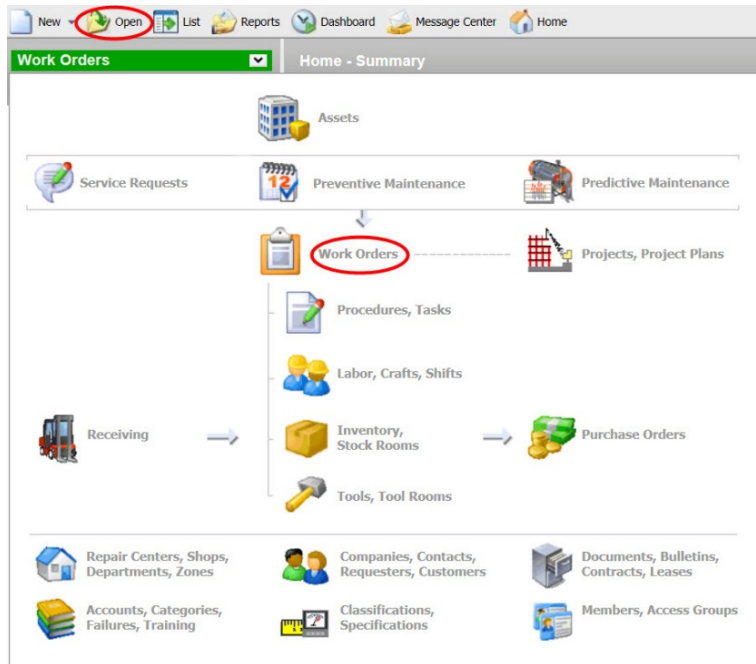 New Open List Reports Dashboard Message Center Home
Work Orders Home - Summary
Assets
Service Requests Preventive Maintenance Predictive Maintenance
12
Work Orders Projects, Project Plans
Procedures, Tasks
Labor, Crafts, Shifts
Receiving
Inventory,
Stock Rooms
Purchase Orders
Tools, Tool Rooms
Repair Centers, Shops,
Departments, Zones
Companies, Contacts,
Requesters, Customers
Documents, Bulletins,
Contracts, Leases
Accounts, Categories,
Failures, Training
Classifications,
Specifications
Members, Access Groups